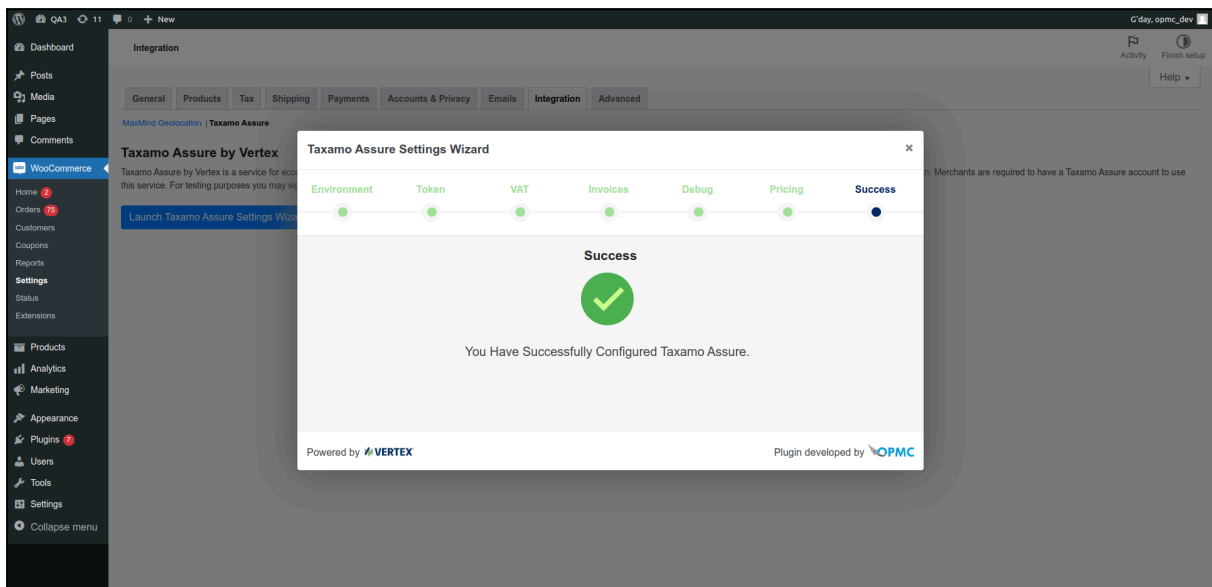 QA3 11 0 + New G'day, opmc_dev
Dashboard
Posts
Media
Pages
Comments
WooCommerce
Home 2
Orders 75
Customers
Coupons
Reports
Settings
Status
Extensions
Products
Analytics
Marketing
Appearance
Plugins 7
Users
Tools
Settings
Collapse menu
Integration
Activity Finish setup
Help
General Products Tax Shipping Payments Accounts & Privacy Emails Integration Advanced
MaxMind Geolocation | Taxamo Assure
Taxamo Assure by Vertex
Taxamo Assure by Vertex is a service for eco n. Merchants are required to have a Taxamo Assure account to use
this service. For testing purposes you may si
Launch Taxamo Assure Settings Wiza
Taxamo Assure Settings Wizard ×
Environment Token VAT Invoices Debug Pricing Success
Success
You Have Successfully Configured Taxamo Assure.
Powered by VERTEX Plugin developed by OPMC